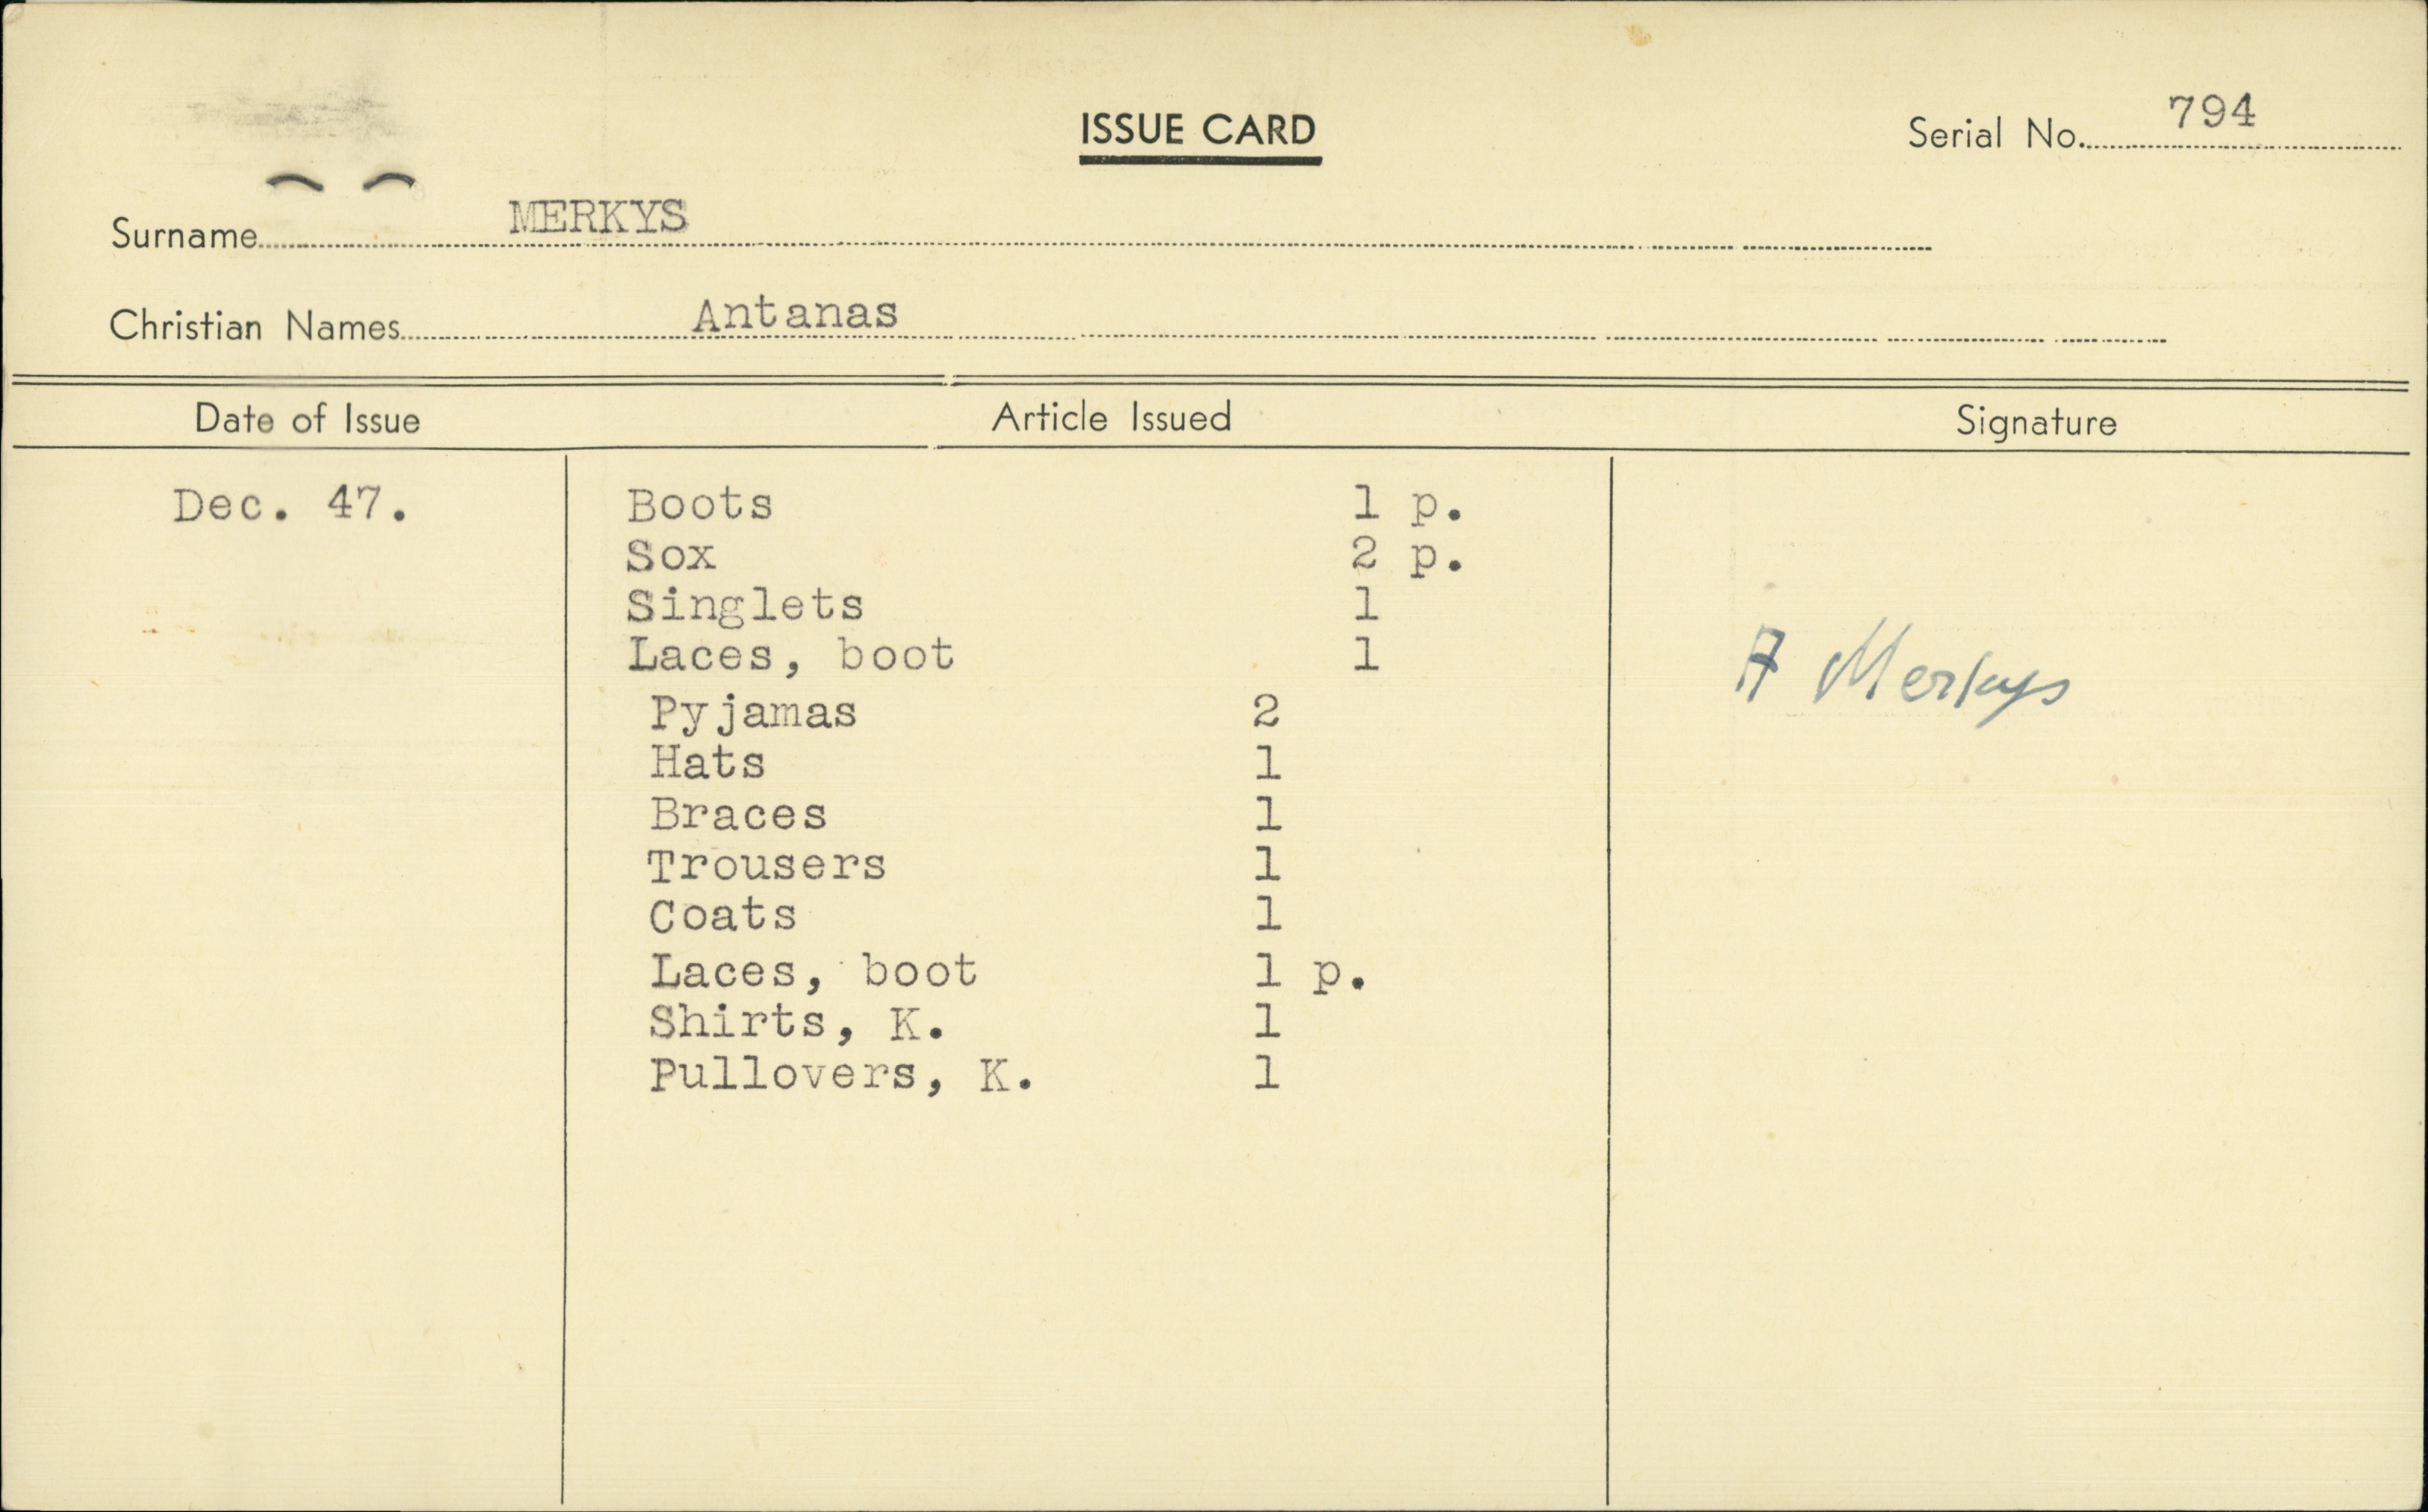 ISSUE CARD
Serial No. 794
Surname MERKYS
Christian Names Antanas
Date of Issue Article Issued Signature
Dec. 47. Boots 1 p.
Sox 2 p.
Singlets 1
Laces, boot 1
A Merkys
Pyjamas 2
Hats 1
Braces 1
Trousers 1
Coats 1
Laces, boot 1 p.
Shirts, K. 1
Pullovers, K. 1